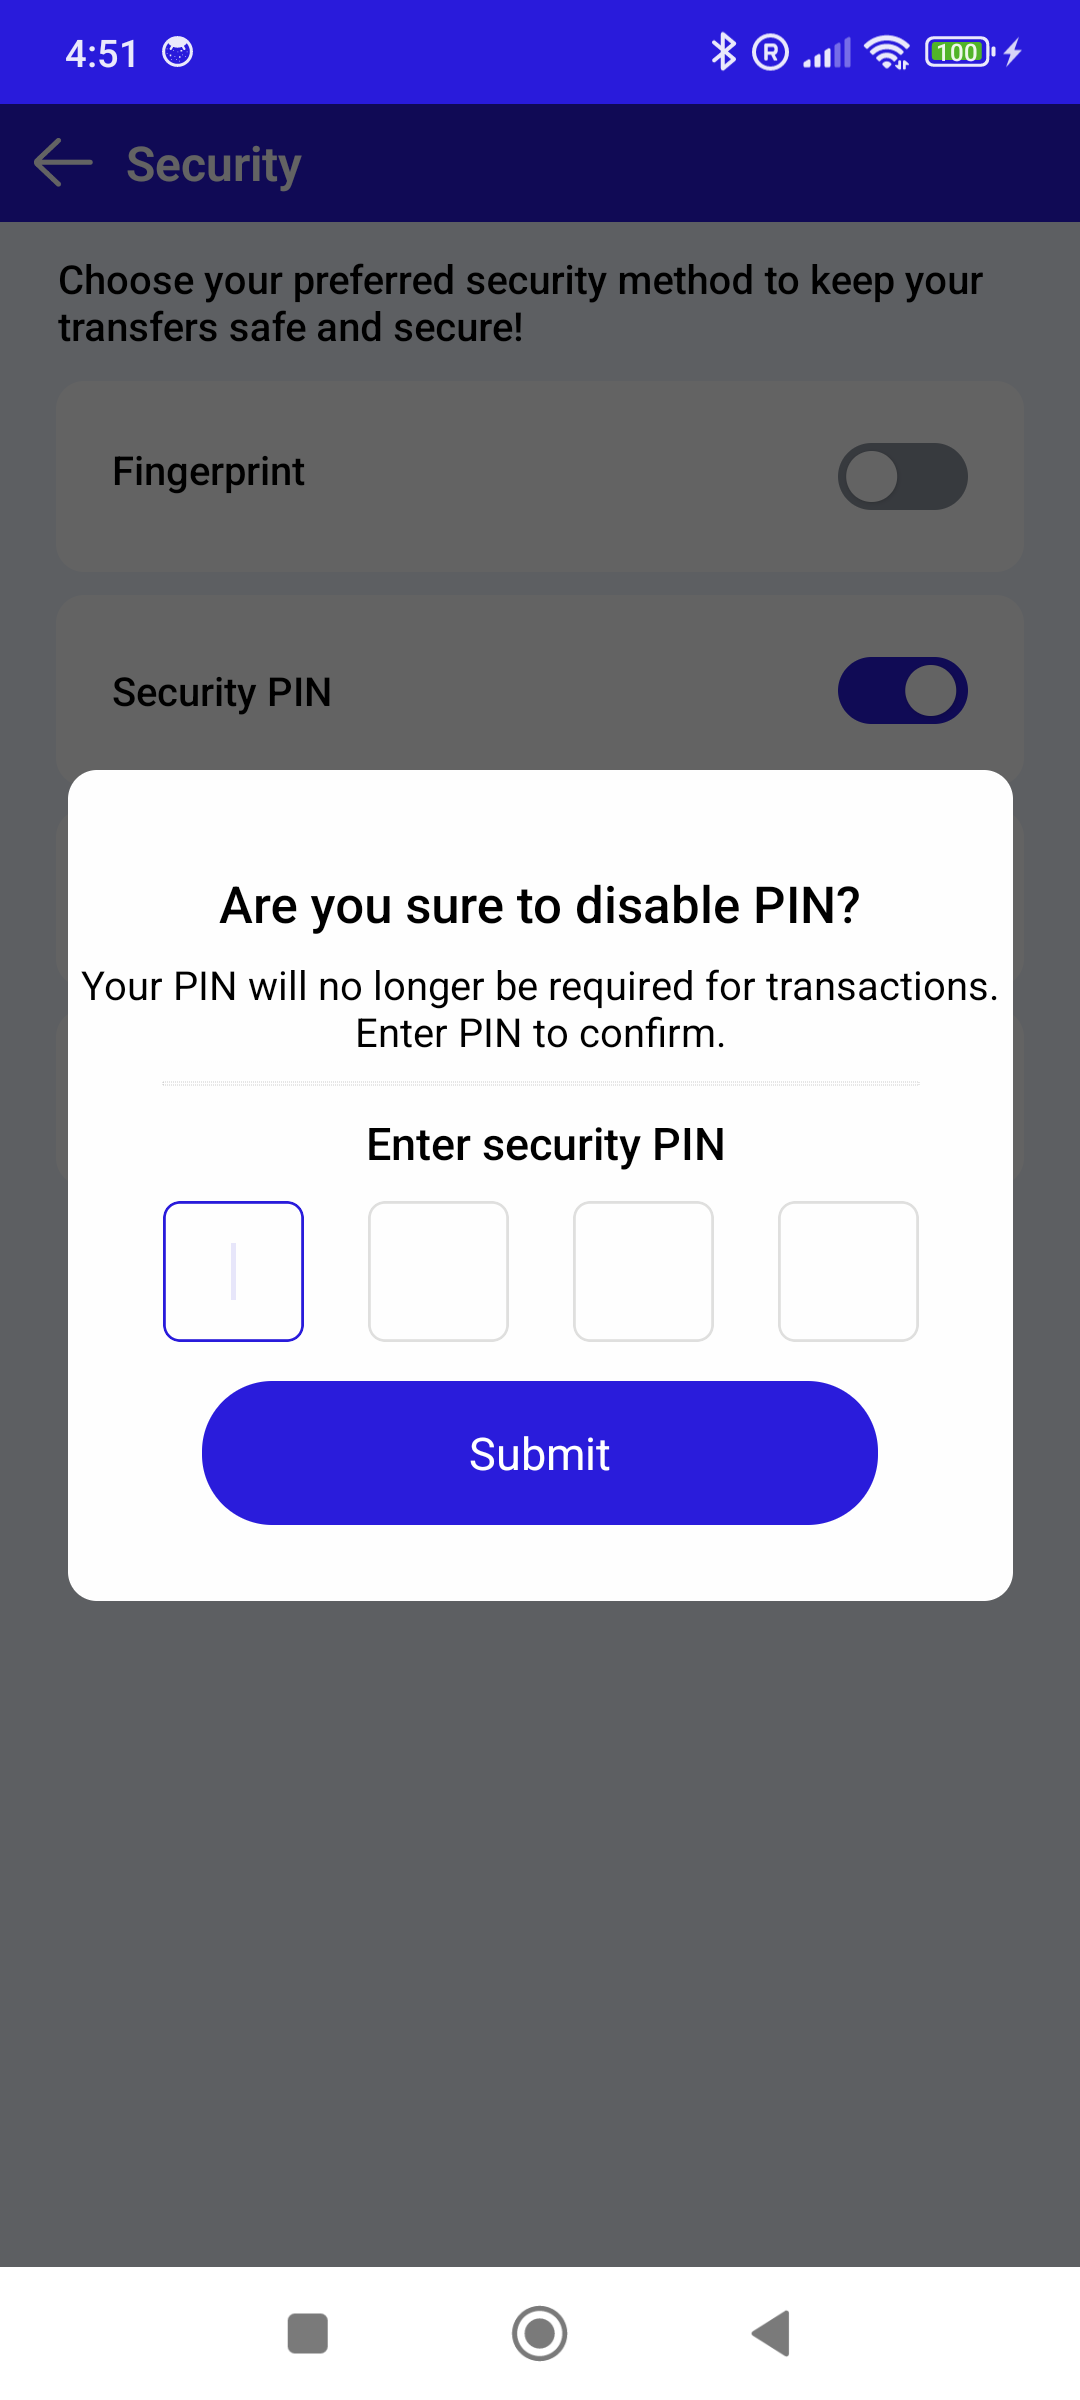 4:51
R
100
Security
Choose your preferred security method to keep your
transfers safe and secure!
Fingerprint
Security PIN
Are you sure to disable PIN?
Your PIN will no longer be required for transactions.
Enter PIN to confirm.
Enter security PIN
Submit